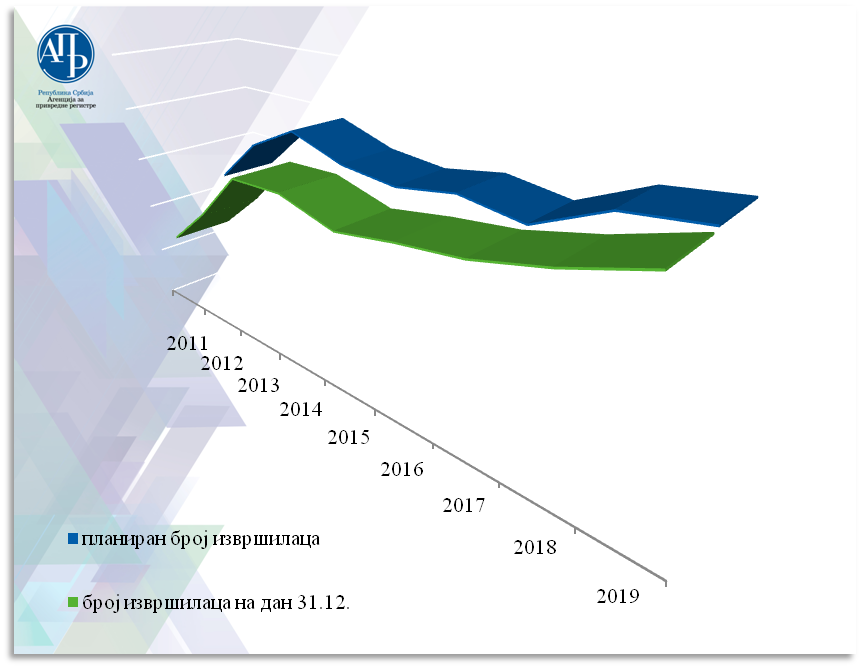 АПР
Република Србија
Агенција за
привредне регистре
2011
2012
2013
2014
2015
2016
2017
2018
2019
планиран број извршилаца
број извршилаца на дан 31.12.